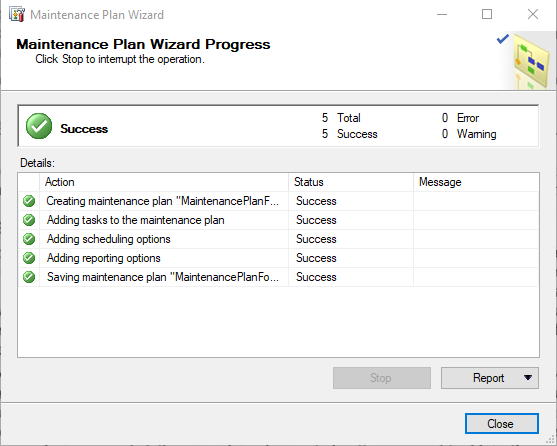 Maintenance Plan Wizard
Maintenance Plan Wizard Progress
Click Stop to interrupt the operation.
Success
5 Total 0 Error
5 Success 0 Warning
Details:
Action Status Message
Creating maintenance plan "MaintenancePlanF... Success
Adding tasks to the maintenance plan Success
Adding scheduling options Success
Adding reporting options Success
Saving maintenance plan "MaintenancePlanFo... Success
Stop Report
Close